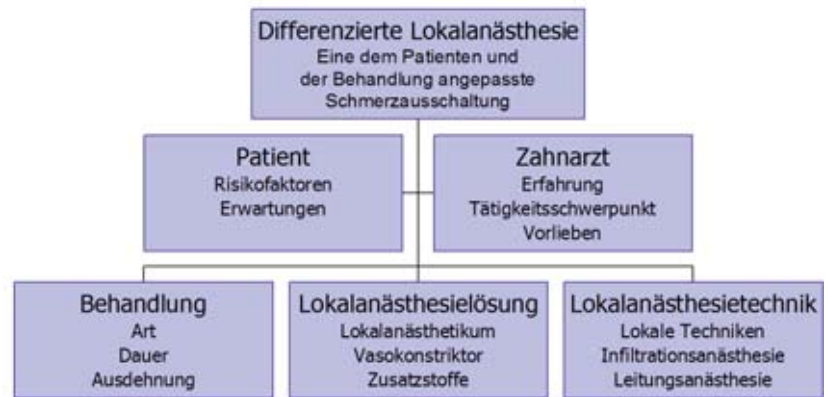 Differenzierte Lokalanästhesie
Eine dem Patienten und
der Behandlung angepasste
Schmerzausschaltung
Patient
Risikofaktoren
Erwartungen
Zahnarzt
Erfahrung
Tätigkeitsschwerpunkt
Vorlieben
Behandlung
Art
Dauer
Ausdehnung
Lokalanästhesielösung
Lokalanästhetikum
Vasokonstriktor
Zusatzstoffe
Lokalanästhesietechnik
Lokale Techniken
Infiltrationsanästhesie
Leitungsanästhesie